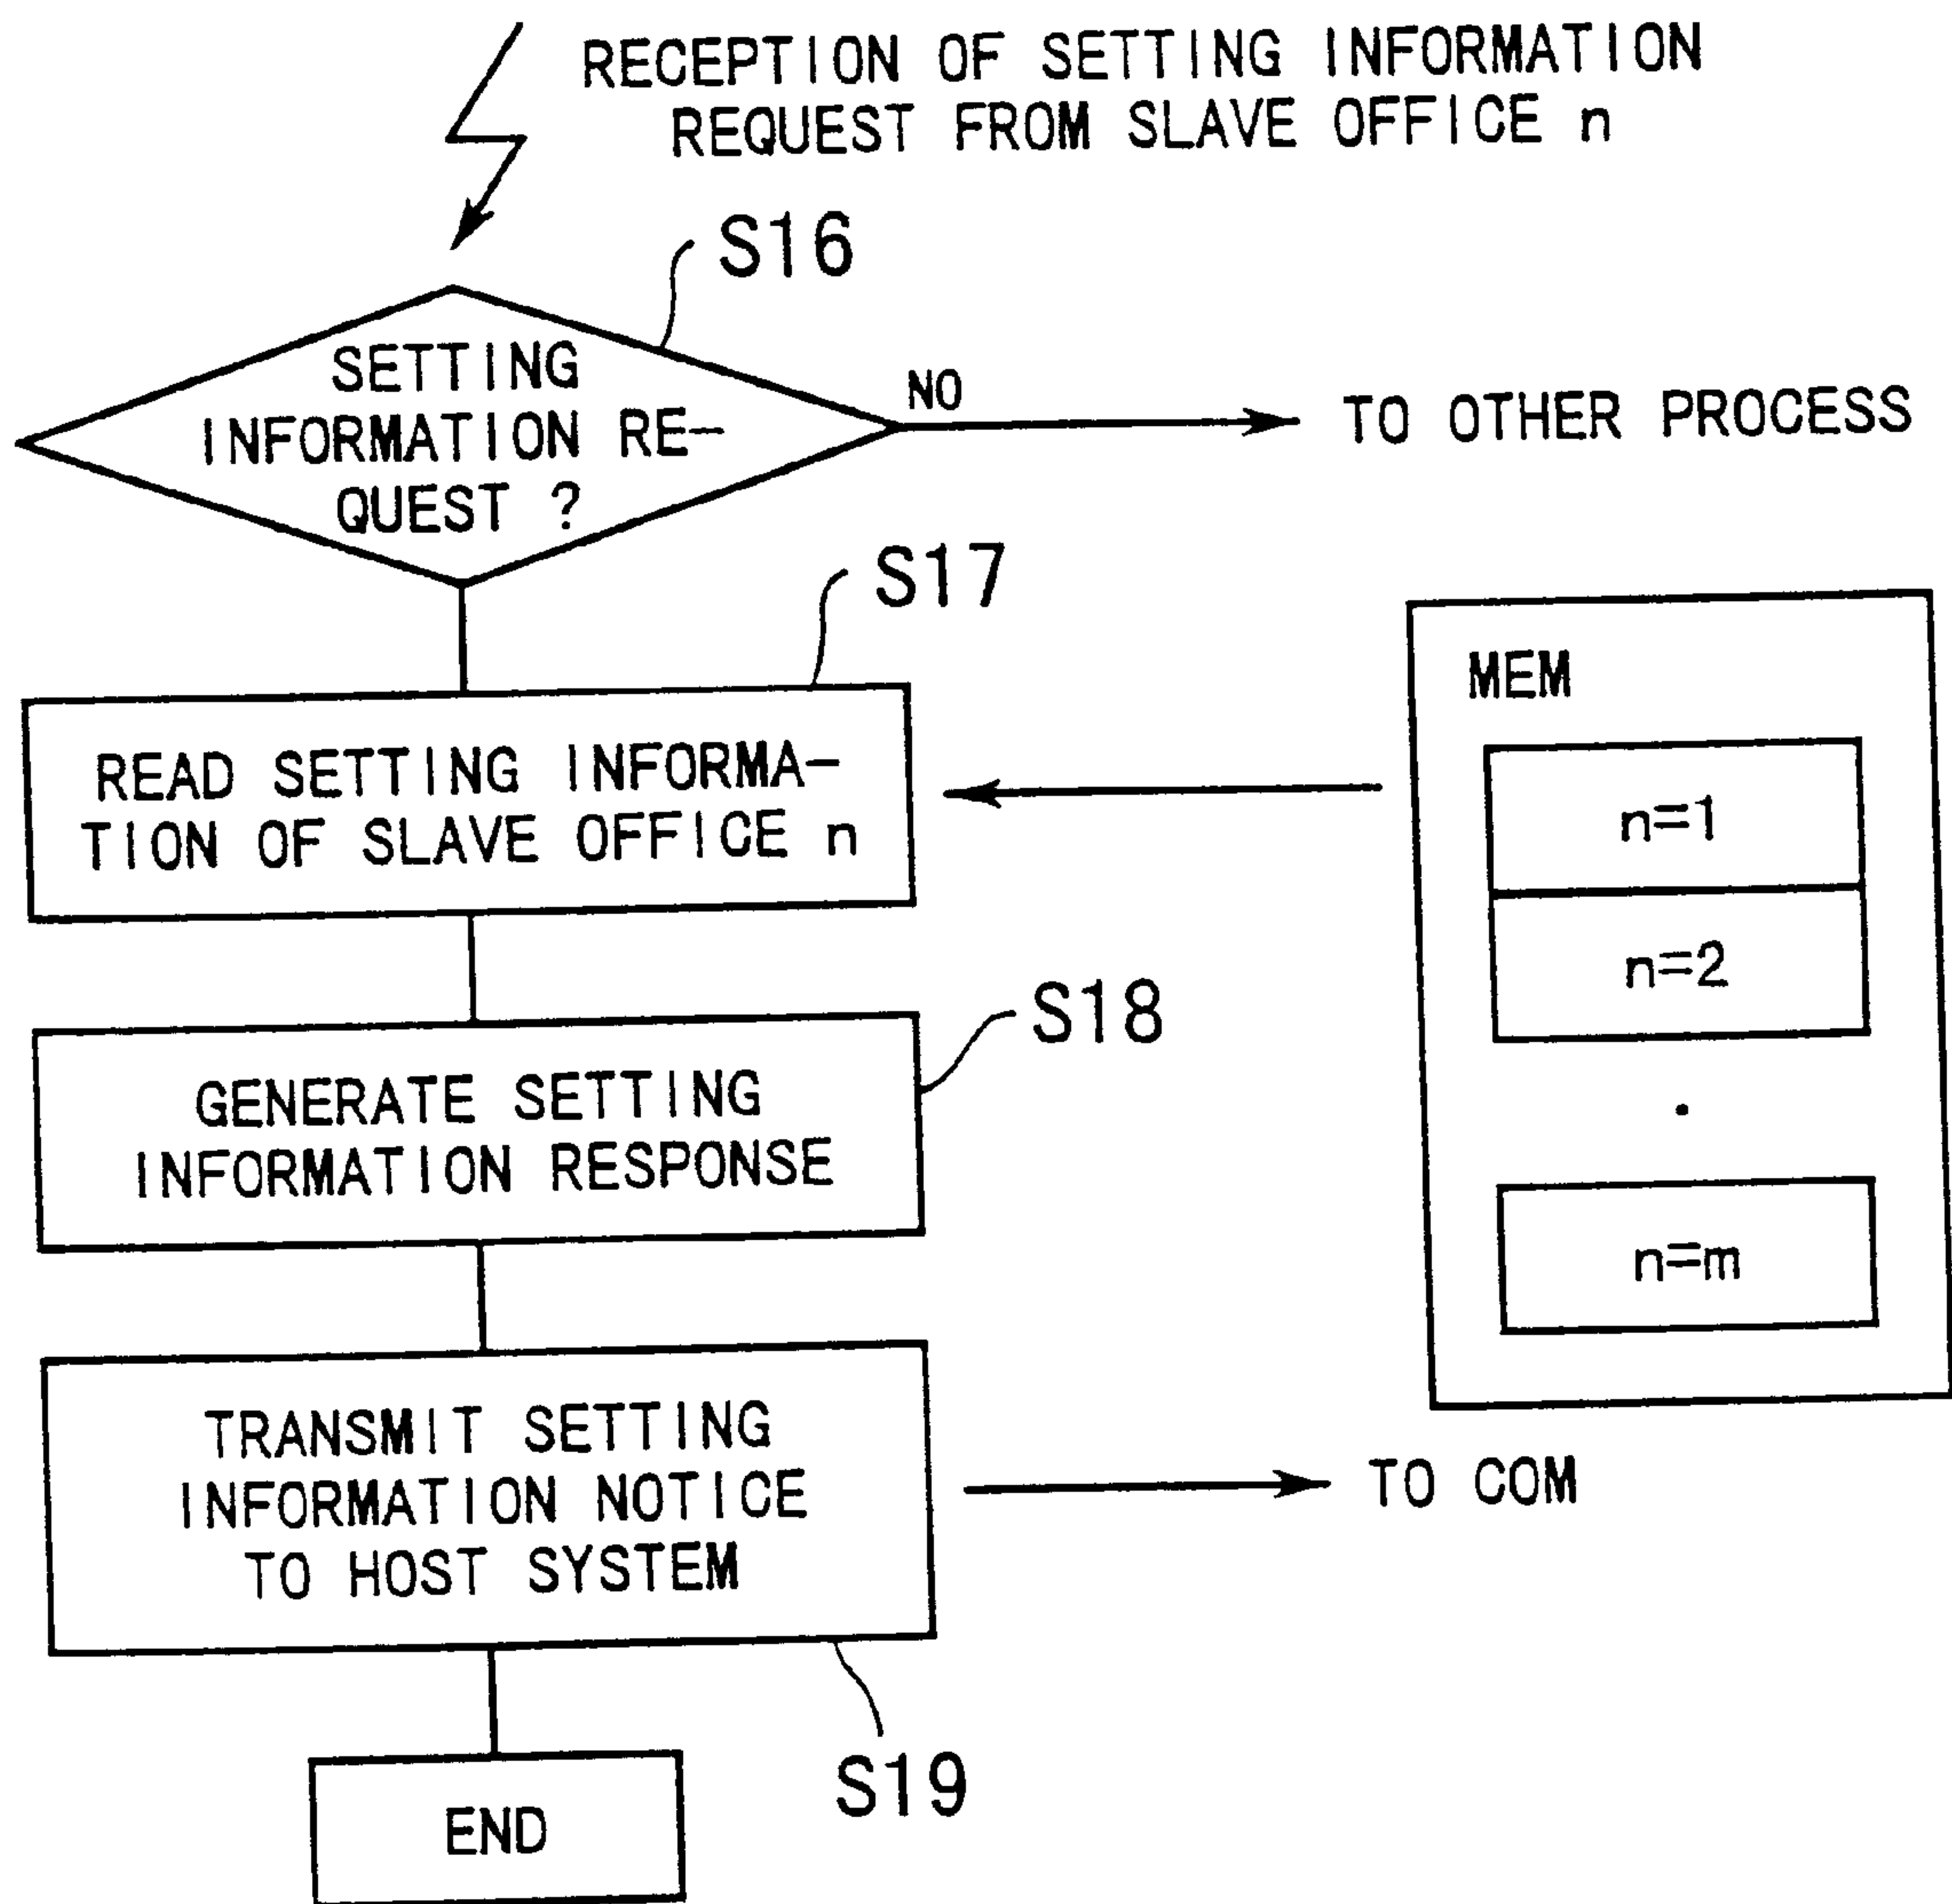 RECEPTION OF SETTING INFORMATION
REQUEST FROM SLAVE OFFICE n
S16
SETTING
INFORMATION RE-
QUEST ?
NO
TO OTHER PROCESS
S17
READ SETTING INFORMA-
TION OF SLAVE OFFICE n
MEM
n=1
n=2
n=m
S18
GENERATE SETTING
INFORMATION RESPONSE
TRANSMIT SETTING
INFORMATION NOTICE
TO HOST SYSTEM
TO COM
S19
END